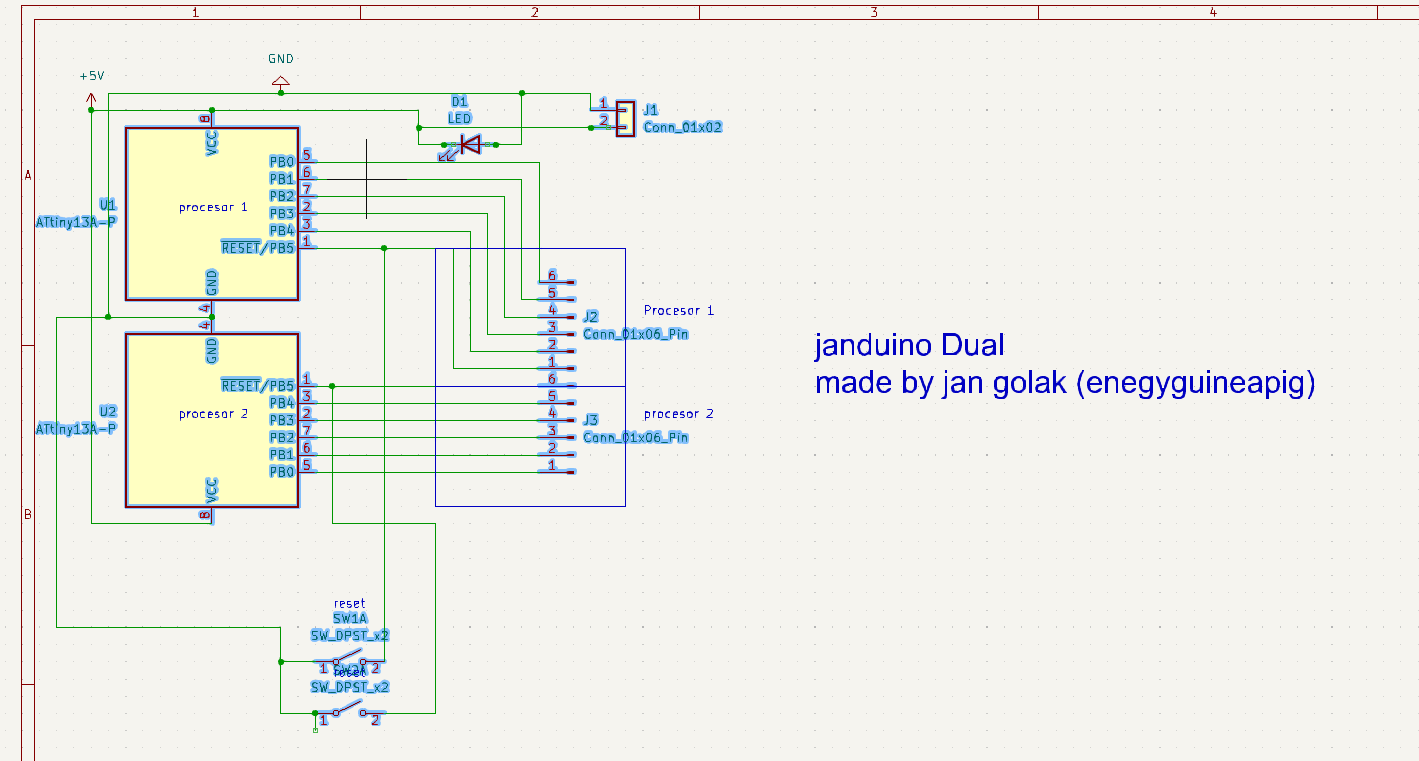 1 2 3 4
GND
+5V
D1
LED
1 J1
2 Conn_01x02
8
VCC
A
PB0 5
PB1 6
PB2 7
PB3 2
PB4 3
RESET/PB5 1
U1
ATtiny13A-P
procesor 1
GND
4
4
GND
6
5
4 J2
3 Conn_01x06_Pin
2
1
Procesor 1
janduino Dual
made by jan golak (enegyguineapig)
RESET/PB5 1
PB4 3
PB3 2
PB2 7
PB1 6
PB0 5
U2
ATtiny13A-P
procesor 2
6
5
4 J3
3 Conn_01x06_Pin
2
1
procesor 2
VCC
8
B
reset
SW1A
SW_DPST_x2
1 2
reset
SW_DPST_x2
1 2